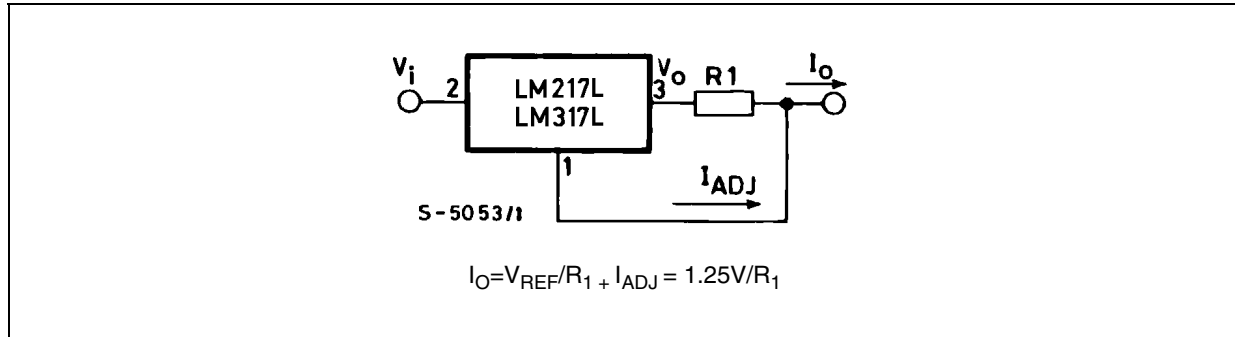 Vi
2
LM217L
LM317L
Vo
3
R1
Io
1
IADJ
S-5053/1
IO=VREF/R1 + IADJ = 1.25V/R1